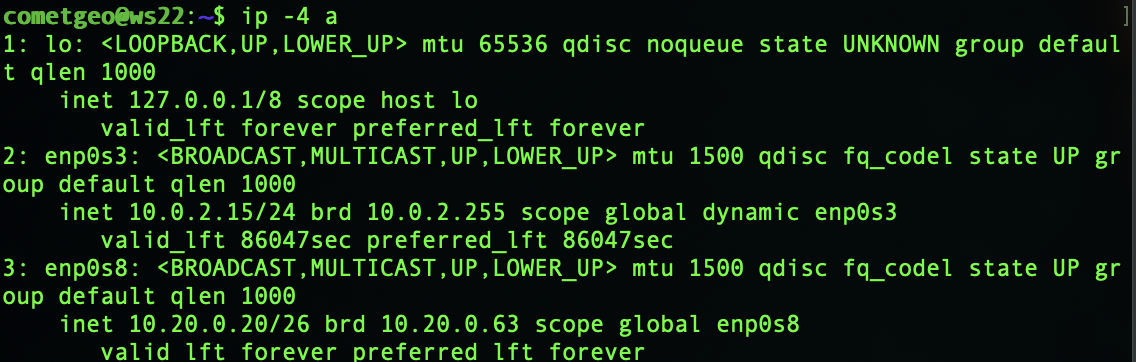 cometgeo@ws22:~$ ip -4 a ]
1: lo: <LOOPBACK,UP,LOWER_UP> mtu 65536 qdisc noqueue state UNKNOWN group defaul
t qlen 1000
    inet 127.0.0.1/8 scope host lo
       valid_lft forever preferred_lft forever
2: enp0s3: <BROADCAST,MULTICAST,UP,LOWER_UP> mtu 1500 qdisc fq_codel state UP gr
oup default qlen 1000
    inet 10.0.2.15/24 brd 10.0.2.255 scope global dynamic enp0s3
       valid_lft 86047sec preferred_lft 86047sec
3: enp0s8: <BROADCAST,MULTICAST,UP,LOWER_UP> mtu 1500 qdisc fq_codel state UP gr
oup default qlen 1000
    inet 10.20.0.20/26 brd 10.20.0.63 scope global enp0s8
       valid_lft forever preferred_lft forever